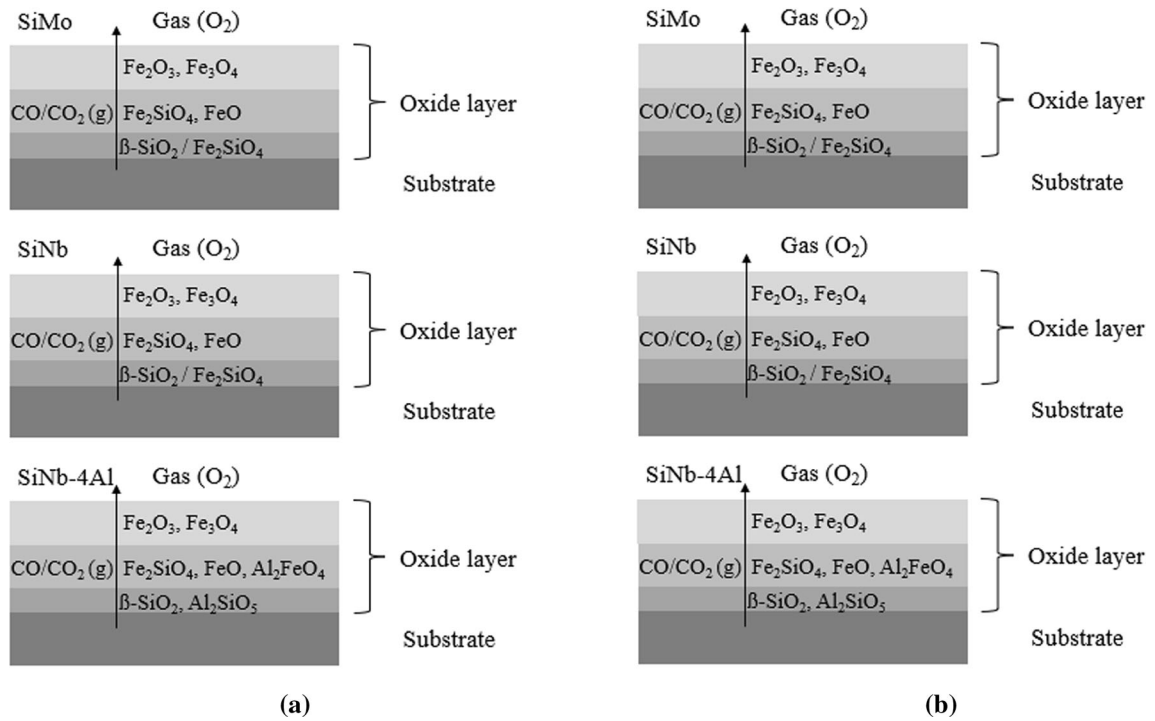 SiMo Gas (O₂)
Fe₂O₃, Fe₃O₄
CO/CO₂ (g) Fe₂SiO₄, FeO
ß-SiO₂ / Fe₂SiO₄
Oxide layer
Substrate
SiNb Gas (O₂)
Fe₂O₃, Fe₃O₄
CO/CO₂ (g) Fe₂SiO₄, FeO
ß-SiO₂ / Fe₂SiO₄
Oxide layer
Substrate
SiNb-4Al Gas (O₂)
Fe₂O₃, Fe₃O₄
CO/CO₂ (g) Fe₂SiO₄, FeO, Al₂FeO₄
ß-SiO₂, Al₂SiO₅
Oxide layer
Substrate
(a)
SiMo Gas (O₂)
Fe₂O₃, Fe₃O₄
CO/CO₂ (g) Fe₂SiO₄, FeO
ß-SiO₂ / Fe₂SiO₄
Oxide layer
Substrate
SiNb Gas (O₂)
Fe₂O₃, Fe₃O₄
CO/CO₂ (g) Fe₂SiO₄, FeO
ß-SiO₂ / Fe₂SiO₄
Oxide layer
Substrate
SiNb-4Al Gas (O₂)
Fe₂O₃, Fe₃O₄
CO/CO₂ (g) Fe₂SiO₄, FeO, Al₂FeO₄
ß-SiO₂, Al₂SiO₅
Oxide layer
Substrate
(b)